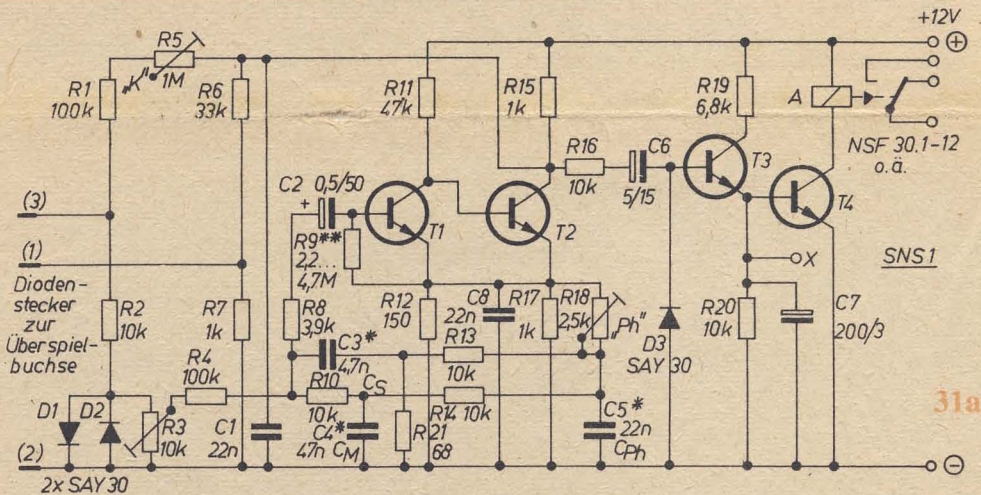 +12V
R5
"K"
1M
R1
100k
R6
33k
R11
47k
R15
1k
R19
6,8k
A
NSF 30.1-12
o.ä.
R16
10k
C6
5/15
T3
T4
C2
+
0,5/50
T1
T2
(3)
(1)
Diodenstecker
zur
Überspiel-
buchse
R9**
2,2...
4,7M
X
SNS1
R2
10k
R7
1k
R8
3,9k
R12
150
C8
22n
R17
1k
R18
2,5k
"Ph"
R20
10k
C7
200/3
C3*
4,7n
R13
10k
D3
SAY 30
R4
100k
R10
10k
CS
R14 10k
C5*
22n
CPh
31a
D1
D2
R3
10k
C1
22n
C4*
47n
CM
R21
68
(2)
2x SAY 30